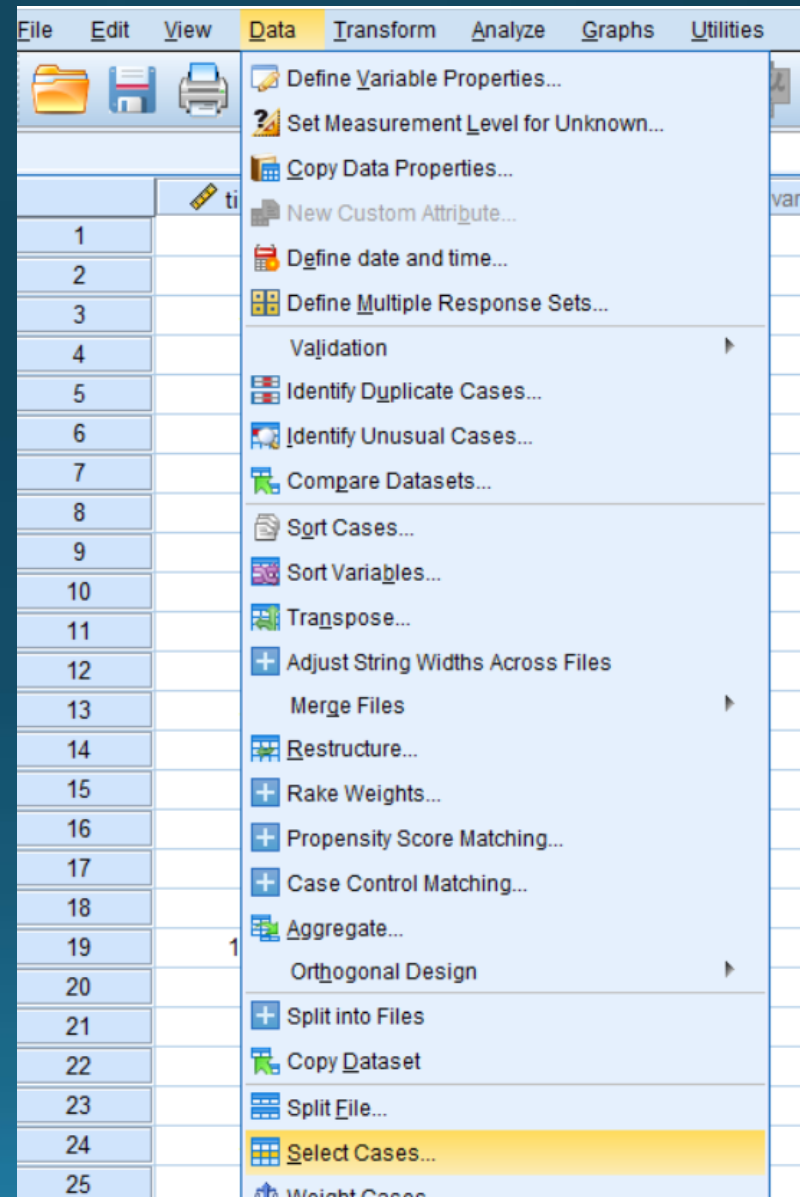 File Edit View Data Transform Analyze Graphs Utilities
Define Variable Properties...
Set Measurement Level for Unknown...
Copy Data Properties...
ti
New Custom Attribute...
var
1
Define date and time...
2
Define Multiple Response Sets...
3
Validation
4
Identify Duplicate Cases...
5
Identify Unusual Cases...
6
Compare Datasets...
7
8
Sort Cases...
9
Sort Variables...
10
Transpose...
11
Adjust String Widths Across Files
12
Merge Files
13
Restructure...
14
Rake Weights...
15
Propensity Score Matching...
16
Case Control Matching...
17
18
Aggregate...
19 1
Orthogonal Design
20
Split into Files
21
Copy Dataset
22
Split File...
23
Select Cases...
24
25
Weight Cases